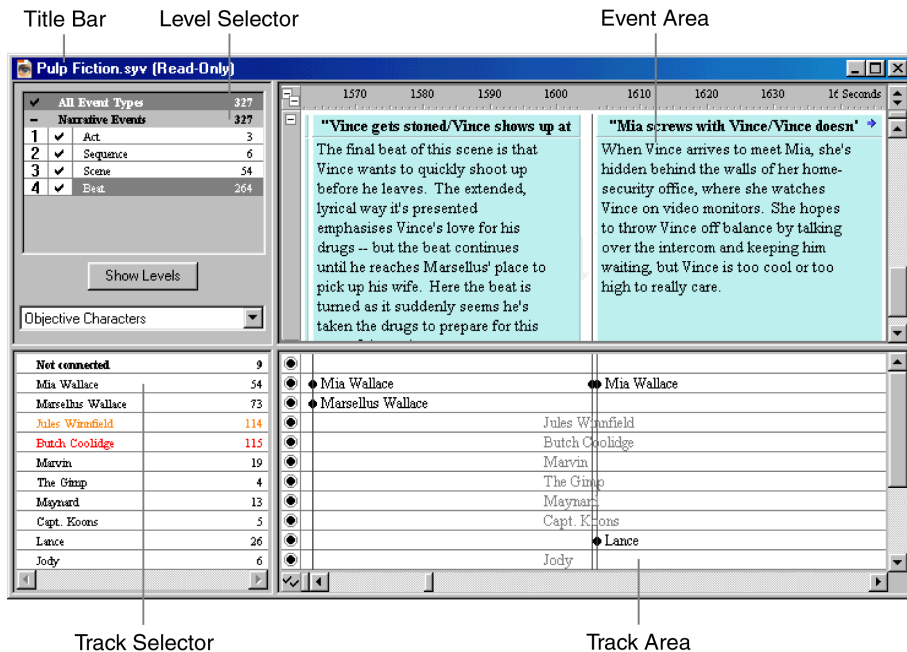 Title Bar
Level Selector
Event Area
Pulp Fiction.syv (Read-Only)
All Event Types 327
Narrative Events 327
1 Act 3
2 Sequence 6
3 Scene 54
4 Beat 264
Show Levels
Objective Characters
1570 1580 1590 1600 1610 1620 1630 16 Seconds
"Vince gets stoned/Vince shows up at
The final beat of this scene is that
Vince wants to quickly shoot up
before he leaves. The extended,
lyrical way it's presented
emphasises Vince's love for his
drugs -- but the beat continues
until he reaches Marsellus' place to
pick up his wife. Here the beat is
turned as it suddenly seems he's
taken the drugs to prepare for this
"Mia screws with Vince/Vince doesn'
When Vince arrives to meet Mia, she's
hidden behind the walls of her home-
security office, where she watches
Vince on video monitors. She hopes
to throw Vince off balance by talking
over the intercom and keeping him
waiting, but Vince is too cool or too
high to really care.
Not connected 9
Mia Wallace 54
Marsellus Wallace 73
Jules Winnfield 114
Butch Coolidge 115
Marvin 19
The Gimp 4
Maynard 13
Capt. Koons 5
Lance 26
Jody 6
Mia Wallace Mia Wallace
Marsellus Wallace
Jules Winnfield
Butch Coolidge
Marvin
The Gimp
Maynard
Capt. Koons
Lance
Jody
Track Selector
Track Area